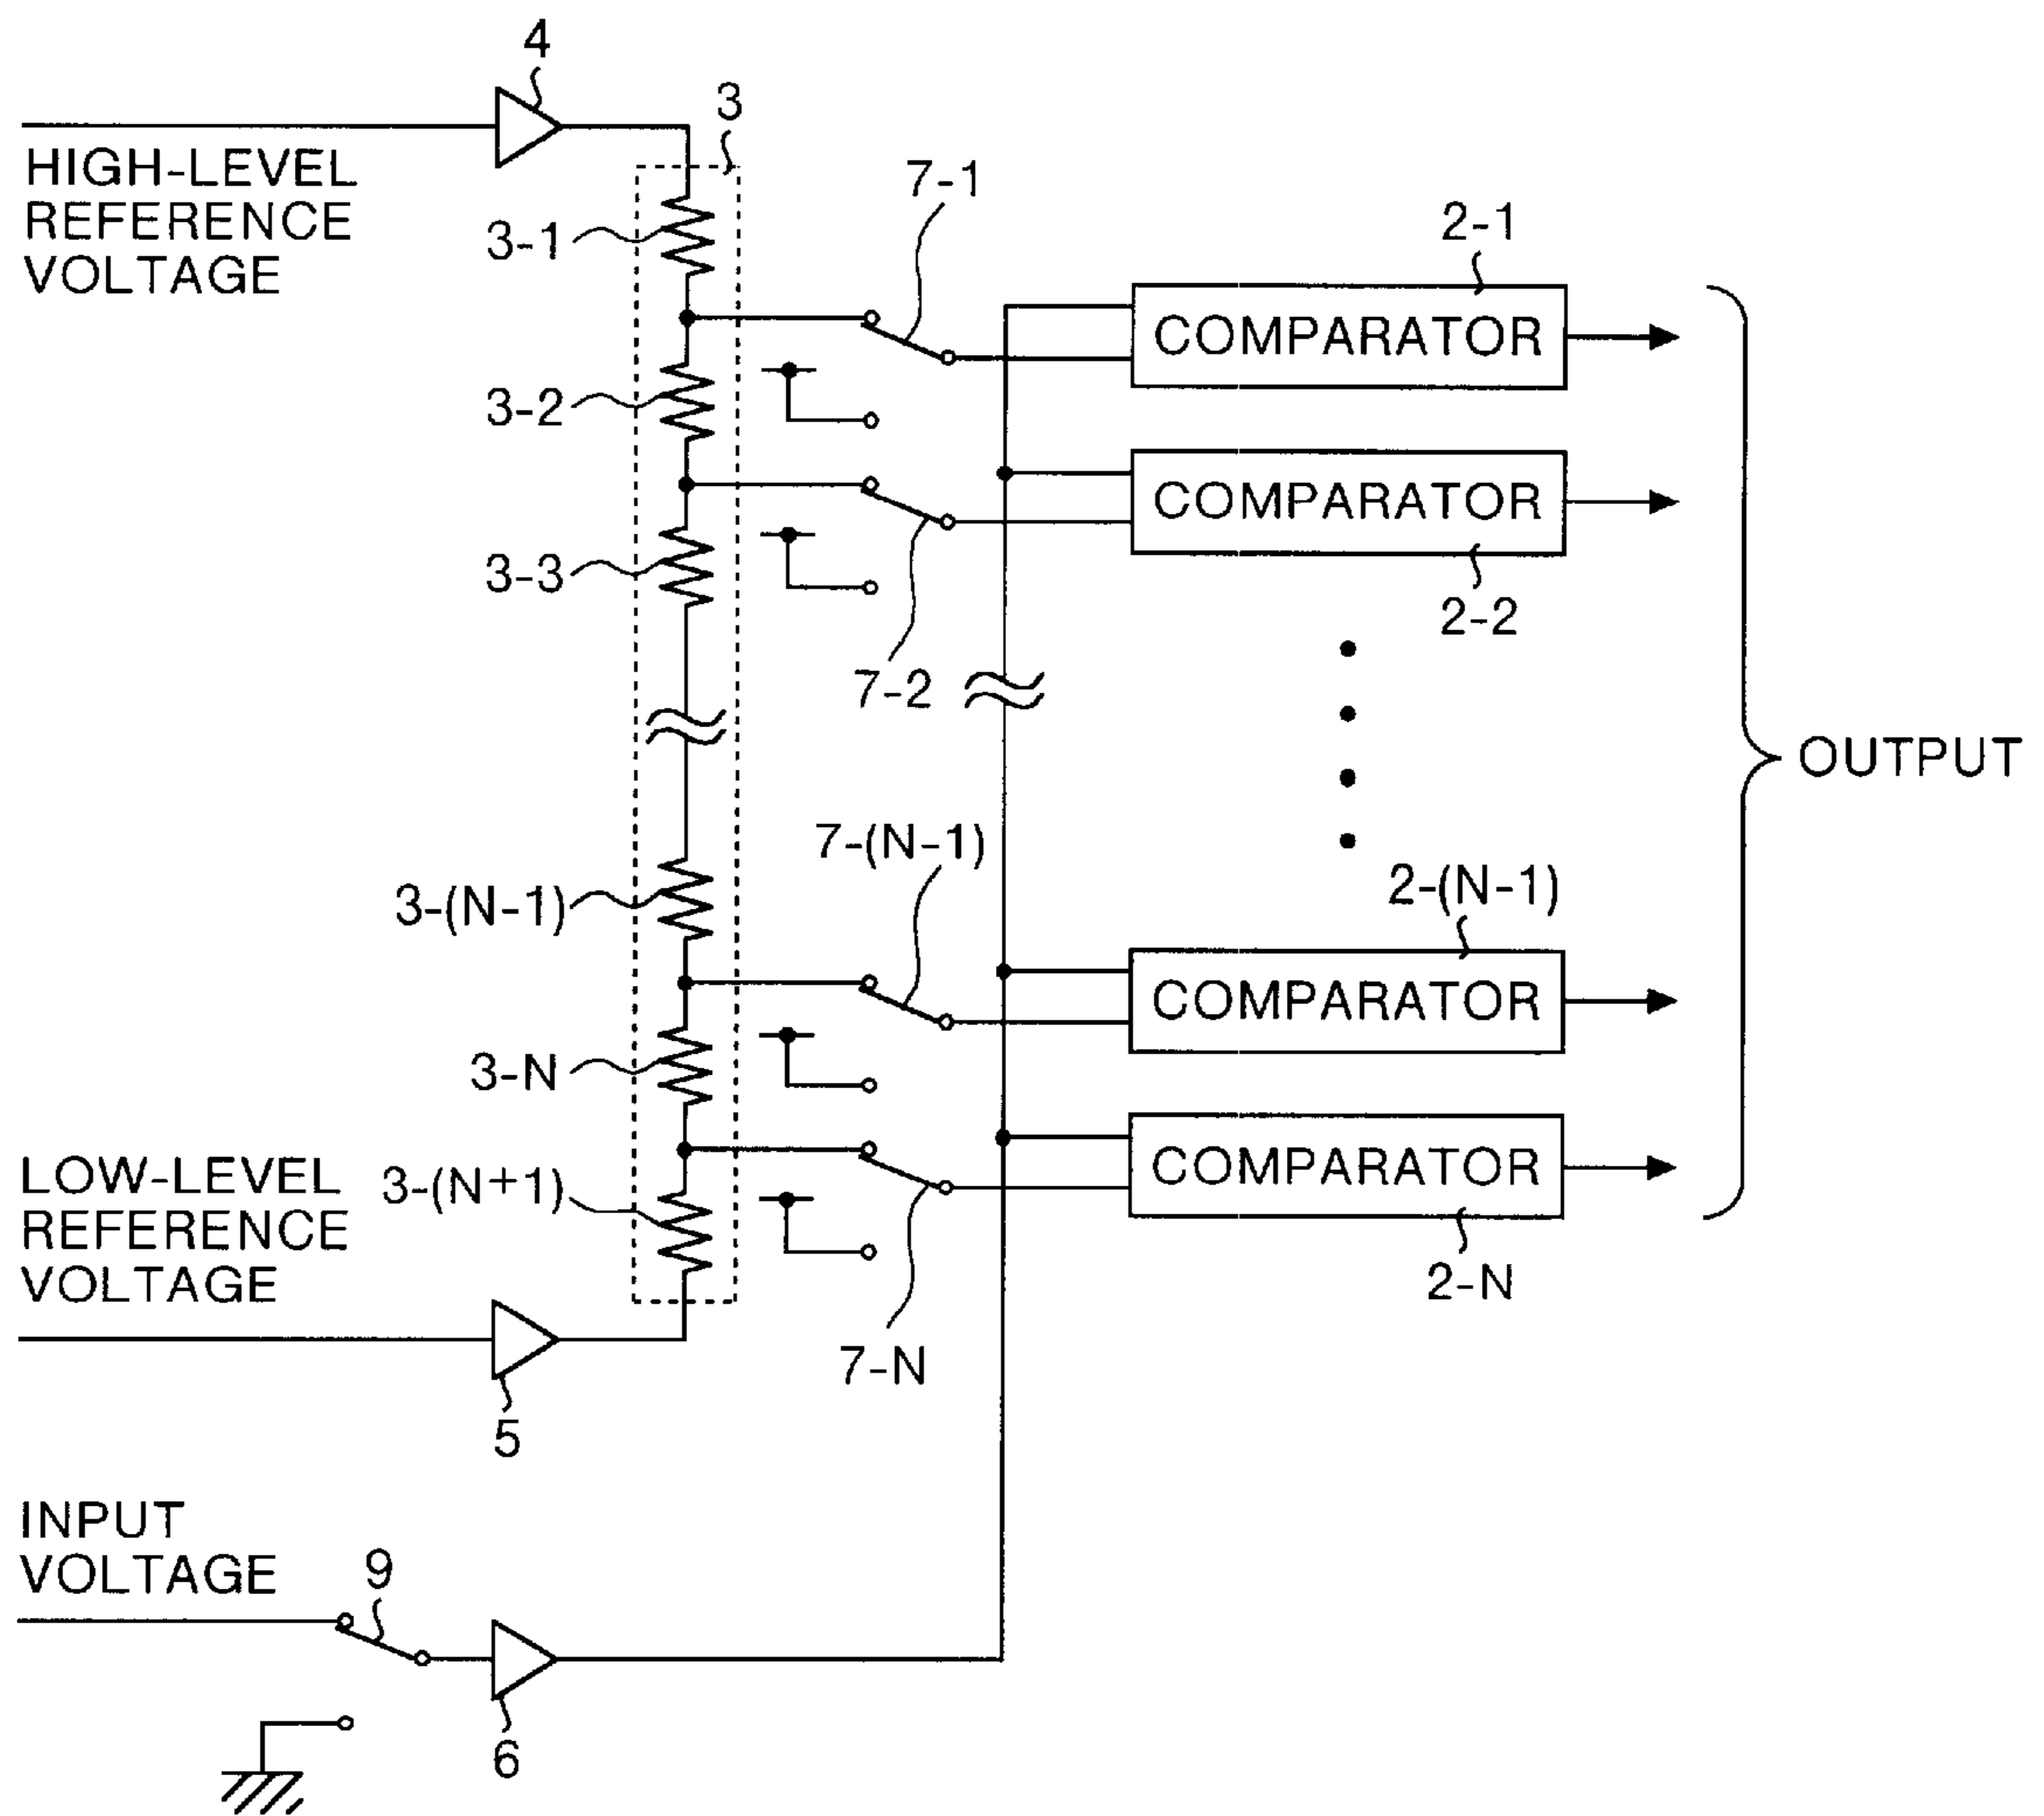 4
3
HIGH-LEVEL
REFERENCE
VOLTAGE
3-1
7-1
2-1
COMPARATOR
3-2
COMPARATOR
3-3
2-2
7-2
OUTPUT
7-(N-1)
2-(N-1)
3-(N-1)
COMPARATOR
3-N
COMPARATOR
LOW-LEVEL
REFERENCE
VOLTAGE
3-(N+1)
2-N
7-N
5
INPUT
VOLTAGE
9
6